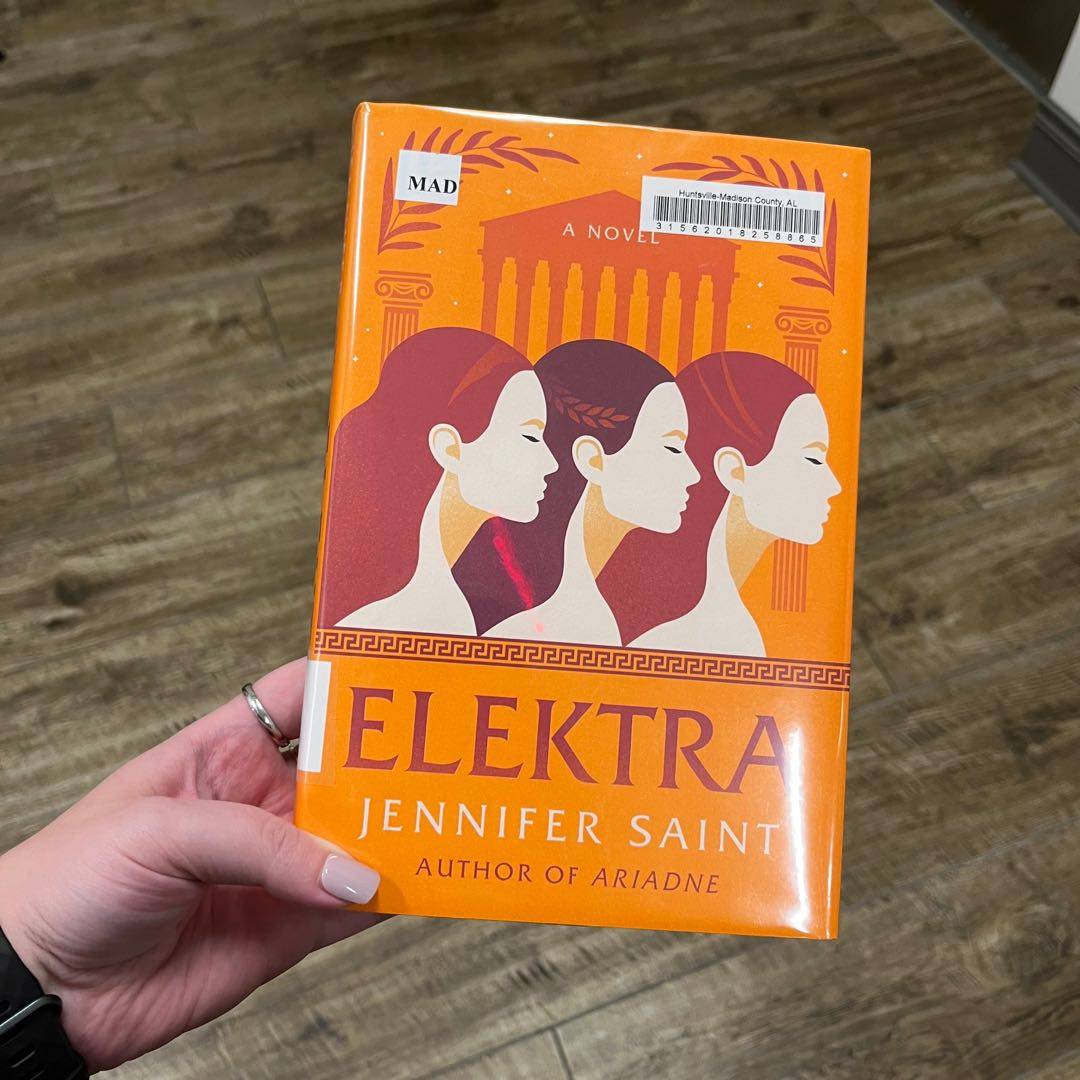 MAD
Huntsville-Madison County, AL
31562018258865
A NOVEL
ELEKTRA
JENNIFER SAINT
AUTHOR OF ARIADNE